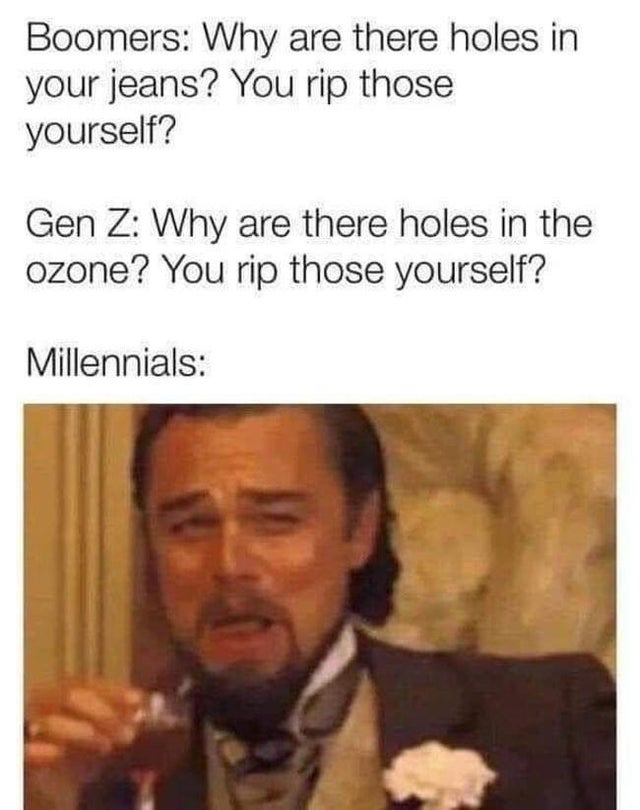 Boomers: Why are there holes in
your jeans? You rip those
yourself?
Gen Z: Why are there holes in the
ozone? You rip those yourself?
Millennials: